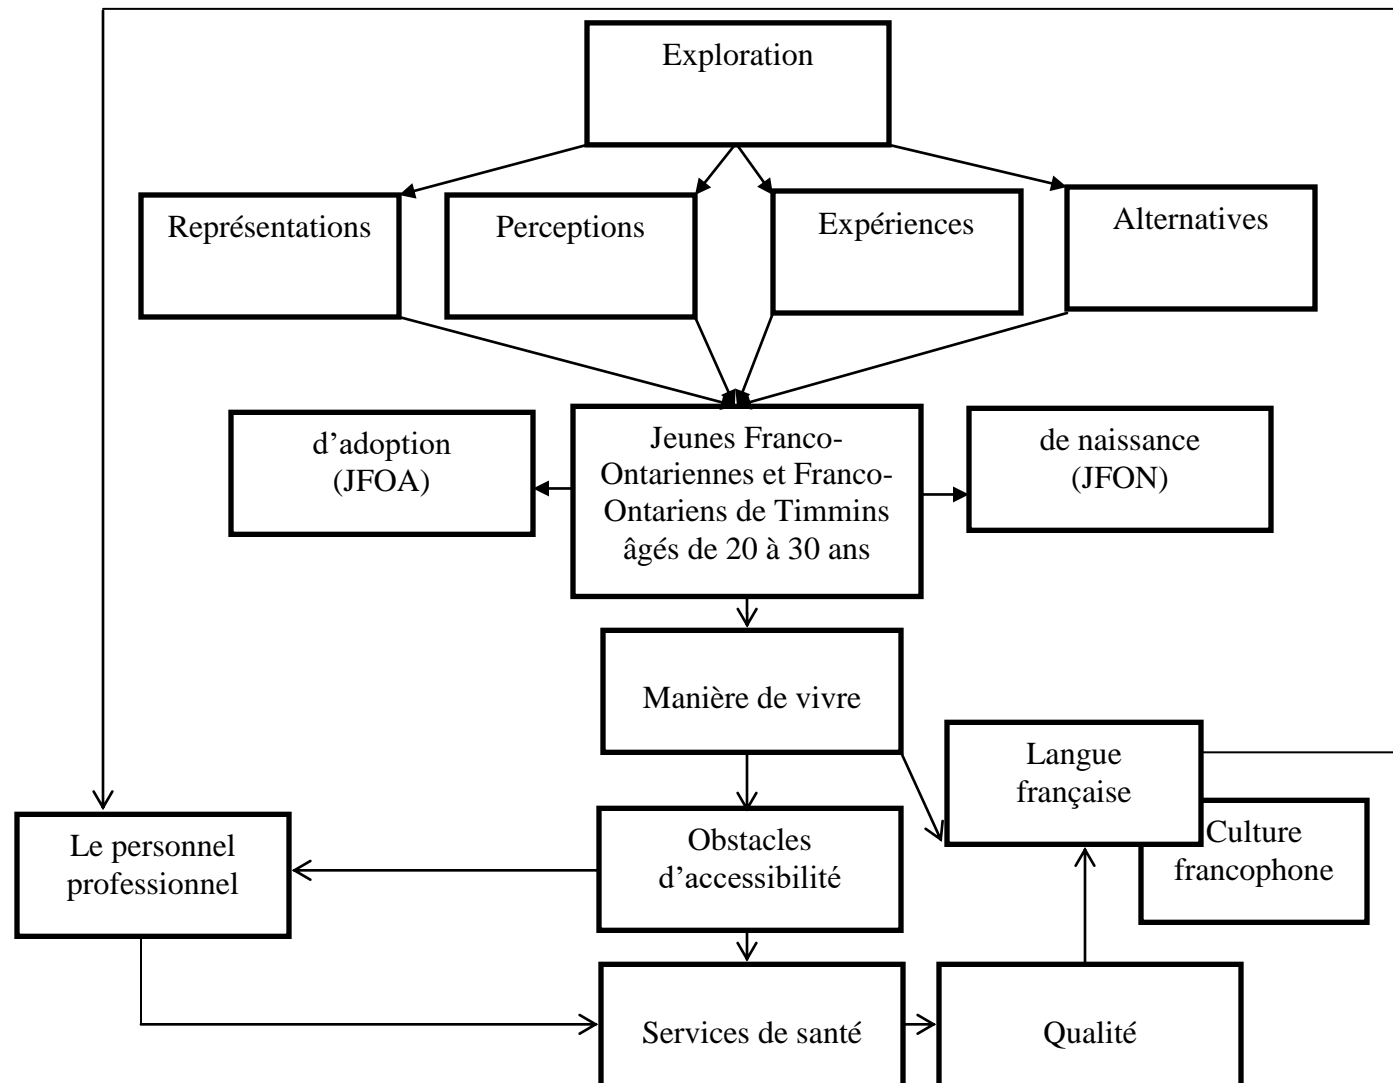 Exploration
Représentations
Perceptions
Expériences
Alternatives
d’adoption
(JFOA)
Jeunes Franco-
Ontariennes et Franco-
Ontariens de Timmins
âgés de 20 à 30 ans
de naissance
(JFON)
Manière de vivre
Langue
française
Culture
francophone
Le personnel
professionnel
Obstacles
d’accessibilité
Services de santé
Qualité